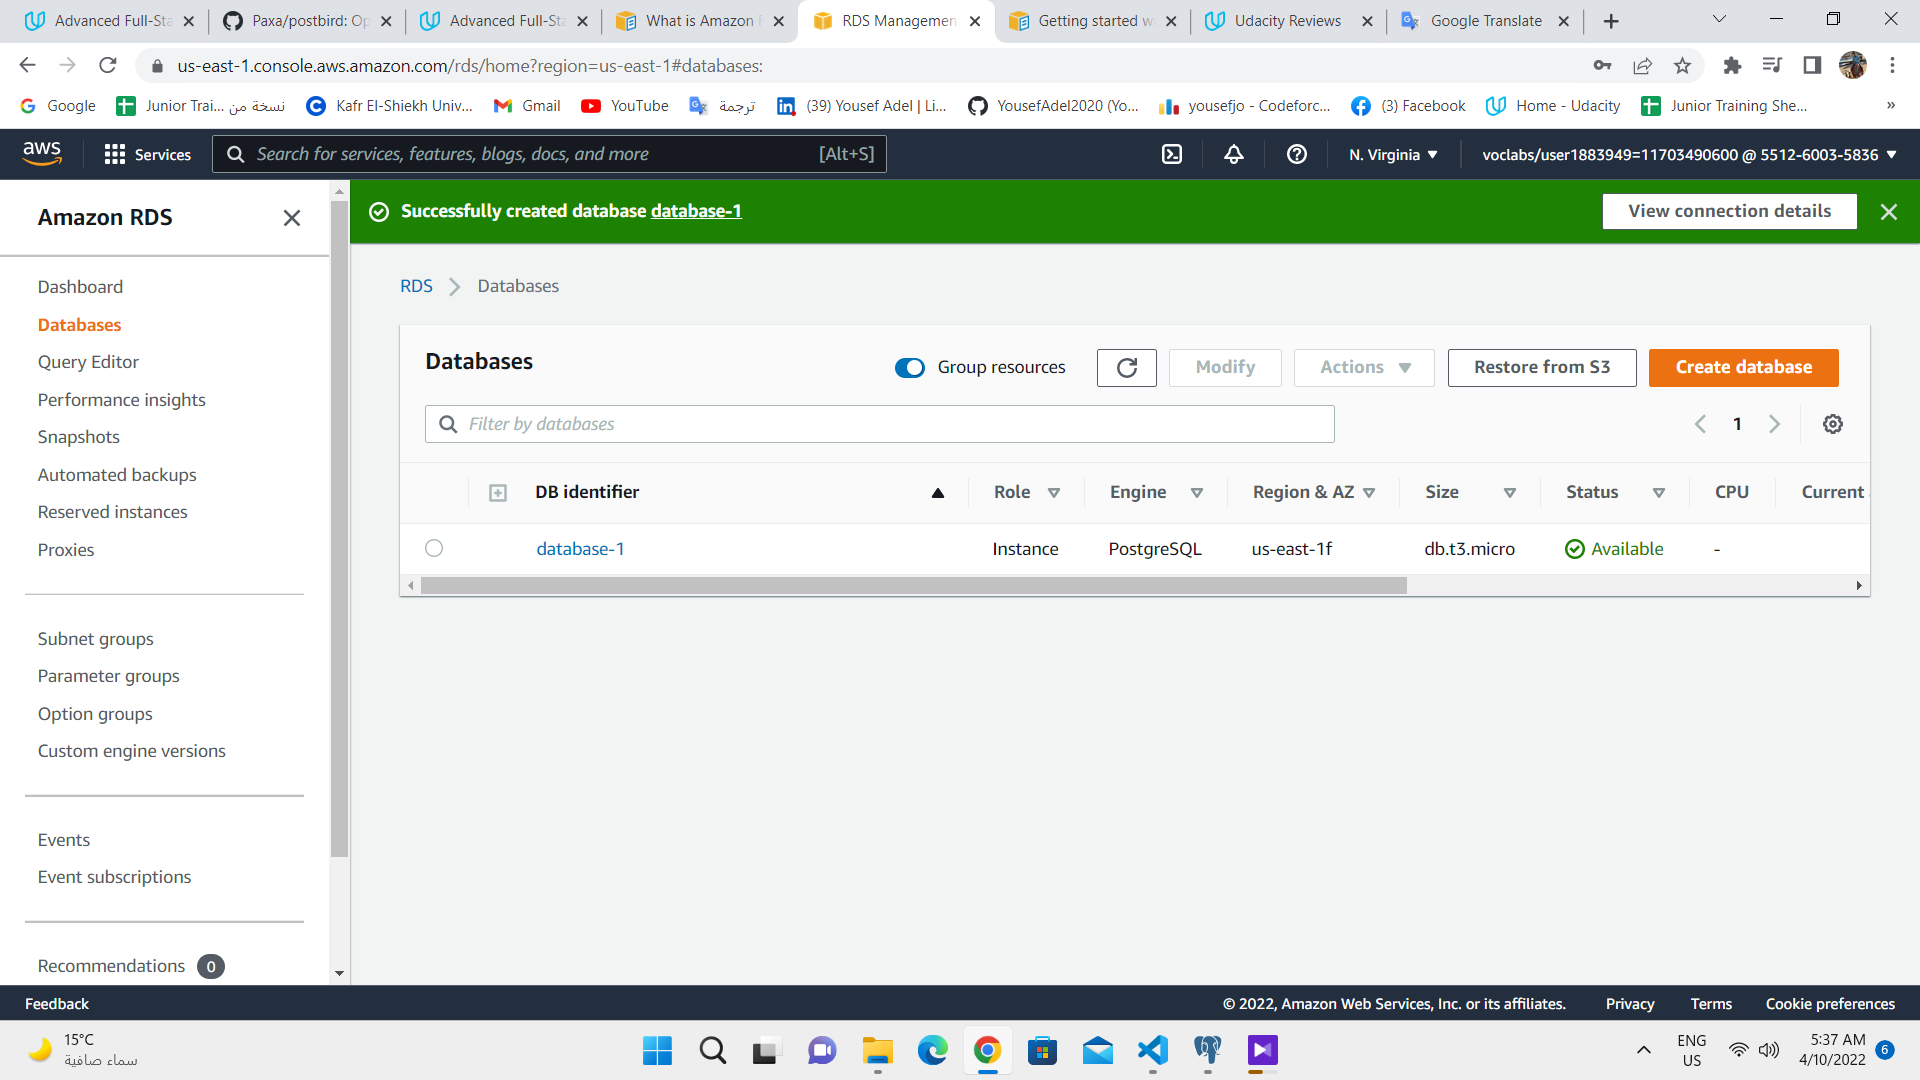 Advanced Full-Sta
Paxa/postbird: Op
Advanced Full-Sta
What is Amazon
RDS Managemen
Getting started w
Udacity Reviews
Google Translate
us-east-1.console.aws.amazon.com/rds/home?region=us-east-1#databases:
Google
Junior Trai... نسخة من
Kafr El-Shiekh Univ...
Gmail
YouTube
ترجمة
(39) Yousef Adel | Li...
YousefAdel2020 (Yo...
yousefjo - Codeforc...
(3) Facebook
Home - Udacity
Junior Training She...
»
aws
Services
Search for services, features, blogs, docs, and more
[Alt+S]
N. Virginia
voclabs/user1883949=11703490600 @ 5512-6003-5836
Amazon RDS
Dashboard
Databases
Query Editor
Performance insights
Snapshots
Automated backups
Reserved instances
Proxies
Subnet groups
Parameter groups
Option groups
Custom engine versions
Events
Event subscriptions
Recommendations 0
Successfully created database database-1
View connection details
RDS
Databases
Databases
Group resources
Modify
Actions
Restore from S3
Create database
Filter by databases
1
DB identifier
Role
Engine
Region & AZ
Size
Status
CPU
Current
database-1
Instance
PostgreSQL
us-east-1f
db.t3.micro
Available
-
Feedback
© 2022, Amazon Web Services, Inc. or its affiliates.
Privacy
Terms
Cookie preferences
15°C
سماء صافية
ENG
US
5:37 AM
4/10/2022
6